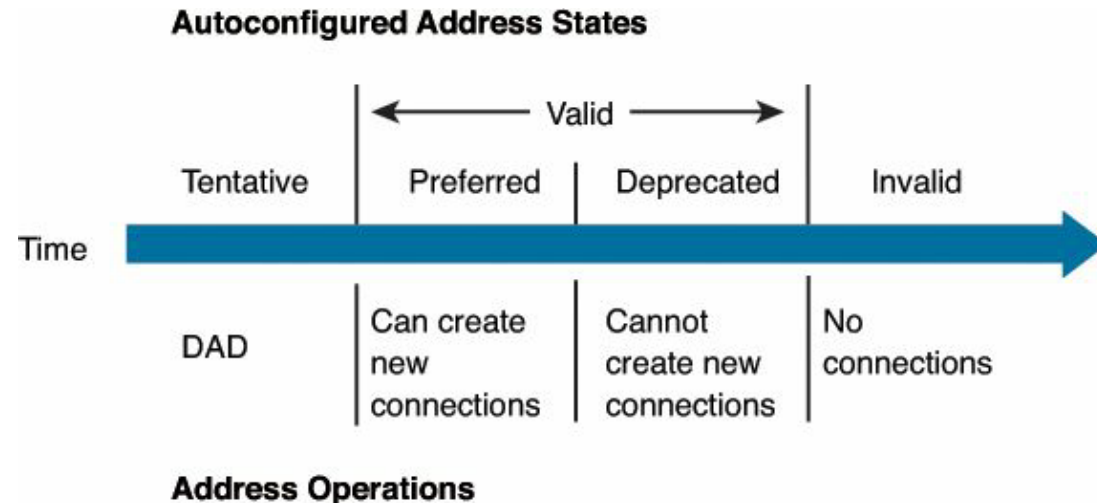 Autoconfigured Address States
Valid
Tentative Preferred Deprecated Invalid
Time
DAD
Can create
new
connections
Cannot
create new
connections
No
connections
Address Operations